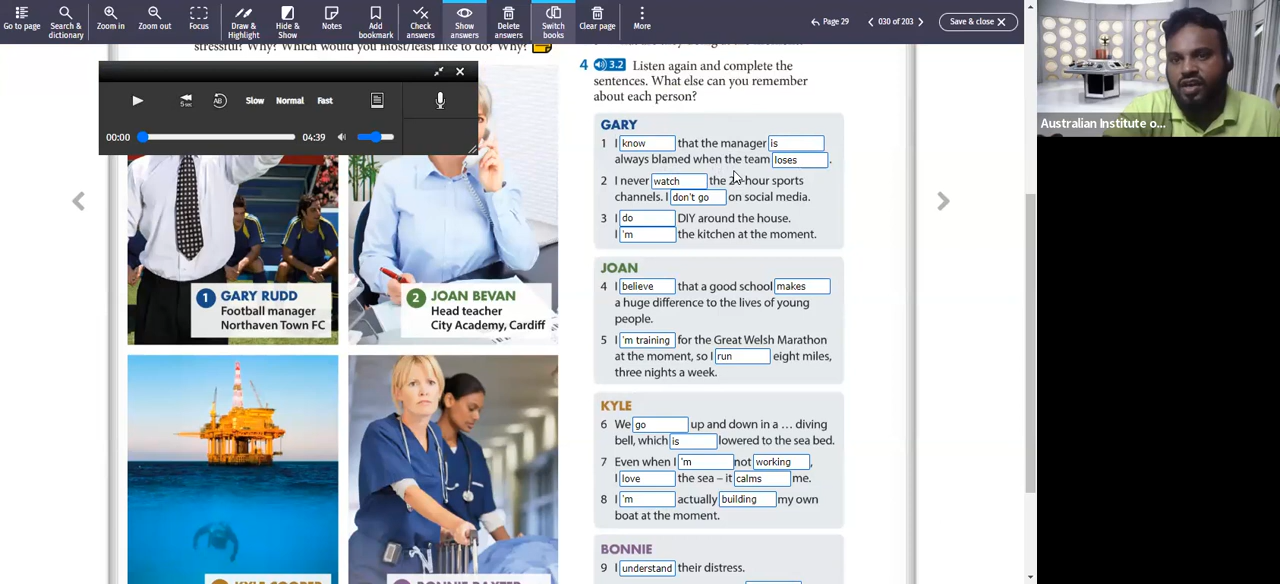 Go to page
Search & dictionary
Zoom in
Zoom out
Focus
Draw & Highlight
Hide & Show
Notes
Add bookmark
Check answers
Show answers
Delete answers
Switch books
Clear page
More
Page 29
030 of 203
Save & close
stressful? Why? Which would you most/least like to do? Why?
Slow
Normal
Fast
00:00
04:39
1 GARY RUDD
Football manager
Northaven Town FC
2 JOAN BEVAN
Head teacher
City Academy, Cardiff
4 3.2 Listen again and complete the
sentences. What else can you remember
about each person?
GARY
1 I know that the manager is
always blamed when the team loses .
2 I never watch the 24-hour sports
channels. I don't go on social media.
3 I do DIY around the house.
I 'm the kitchen at the moment.
JOAN
4 I believe that a good school makes
a huge difference to the lives of young
people.
5 I 'm training for the Great Welsh Marathon
at the moment, so I run eight miles,
three nights a week.
KYLE
6 We go up and down in a … diving
bell, which is lowered to the sea bed.
7 Even when I 'm not working ,
I love the sea – it calms me.
8 I 'm actually building my own
boat at the moment.
BONNIE
9 I understand their distress.
Australian Institute o...